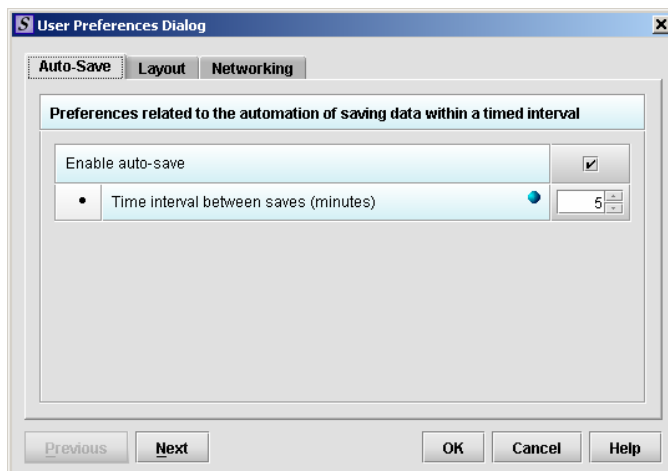 S User Preferences Dialog
Auto-Save Layout Networking
Preferences related to the automation of saving data within a timed interval
Enable auto-save
• Time interval between saves (minutes) 5
Previous Next OK Cancel Help